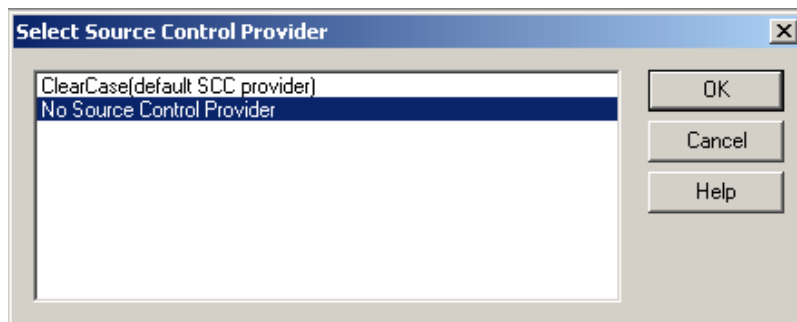 Select Source Control Provider
ClearCase(default SCC provider)
No Source Control Provider
OK
Cancel
Help